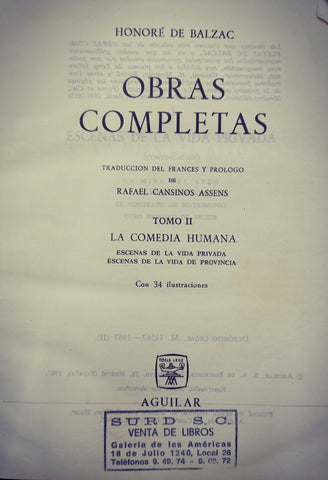 HONORÉ DE BALZAC
OBRAS
COMPLETAS
TRADUCCION DEL FRANCES Y PROLOGO
DE
RAFAEL CANSINOS ASSENS
TOMO II
LA COMEDIA HUMANA
ESCENAS DE LA VIDA PRIVADA
ESCENAS DE LA VIDA DE PROVINCIA
Con 34 ilustraciones
AGUILAR
SURD S.C.
VENTA DE LIBROS
Galería de las Américas
18 de Julio 1240, Local 26
Teléfonos 9. 49. 74 - 9. 02. 72